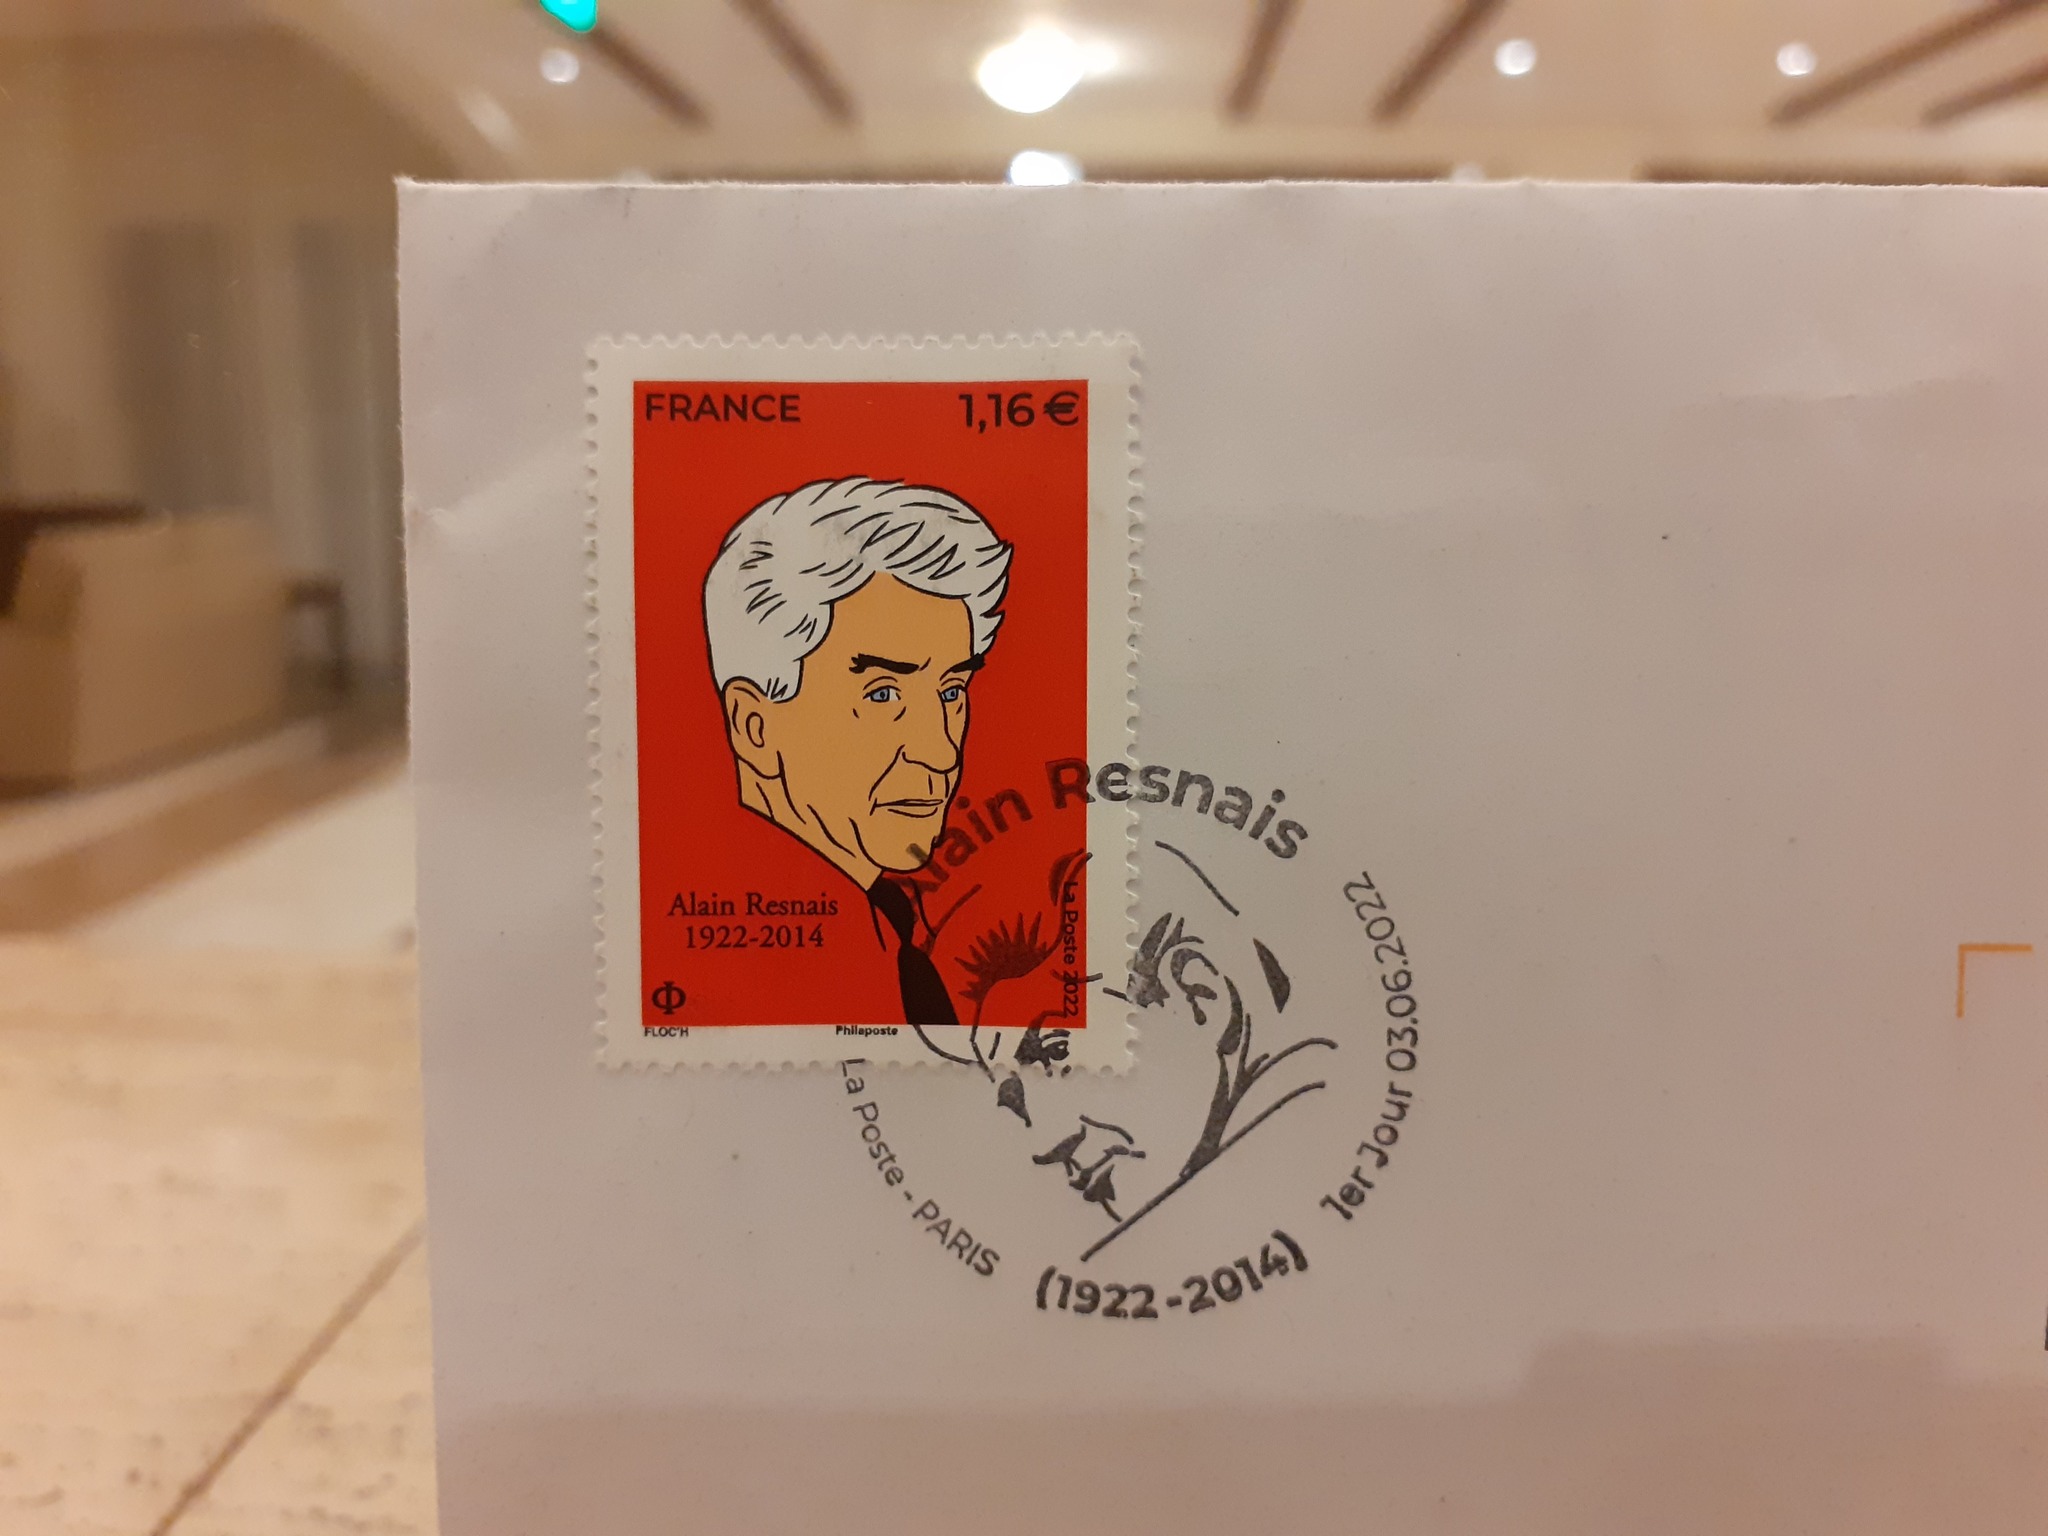 FRANCE 1,16 €
Alain Resnais
1922-2014
La Poste 2022
Φ
FLOC'H Philaposte
Alain Resnais
1er Jour 03.06.2022
(1922-2014)
La Poste - PARIS